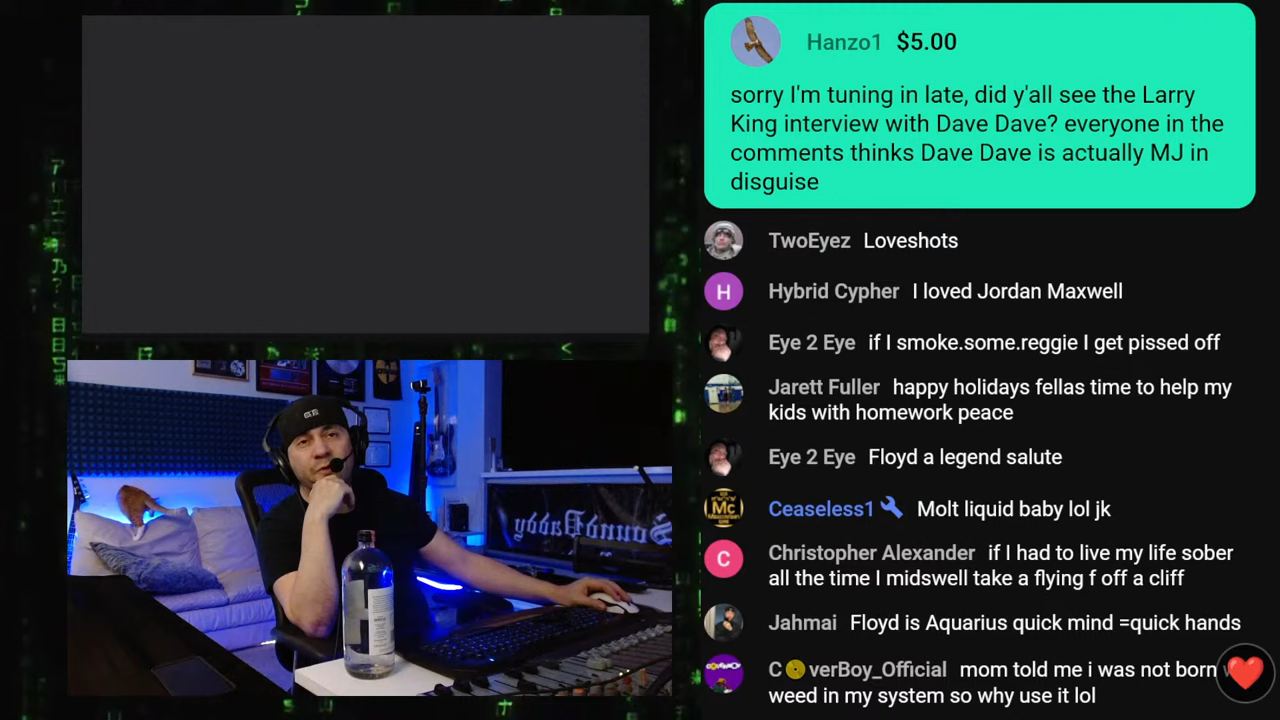 Hanzo1 $5.00
sorry I'm tuning in late, did y'all see the Larry
King interview with Dave Dave? everyone in the
comments thinks Dave Dave is actually MJ in
disguise
TwoEyez Loveshots
H Hybrid Cypher I loved Jordan Maxwell
Eye 2 Eye if I smoke.some.reggie I get pissed off
Jarett Fuller happy holidays fellas time to help my
kids with homework peace
Eye 2 Eye Floyd a legend salute
Mc Ceaseless1 Molt liquid baby lol jk
C Christopher Alexander if I had to live my life sober
all the time I midswell take a flying f off a cliff
Jahmai Floyd is Aquarius quick mind =quick hands
C verBoy_Official mom told me i was not born
weed in my system so why use it lol
SoundDaddy